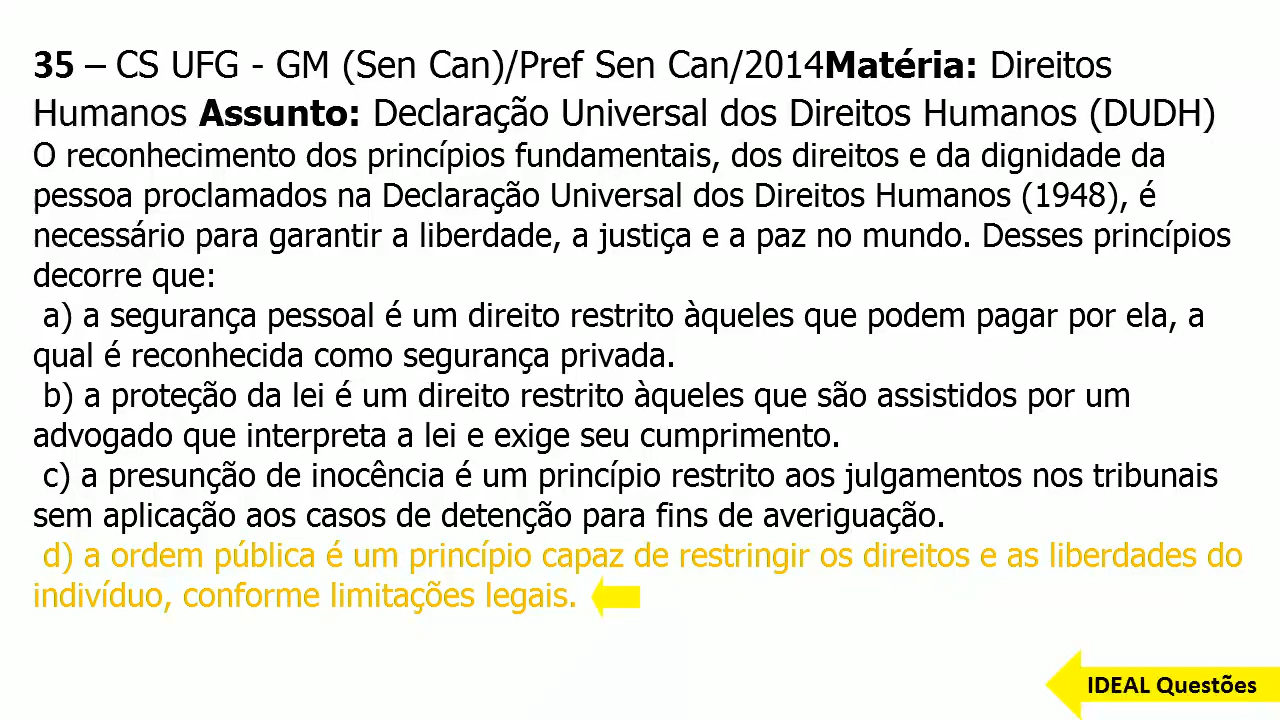 35 – CS UFG - GM (Sen Can)/Pref Sen Can/2014Matéria: Direitos
Humanos Assunto: Declaração Universal dos Direitos Humanos (DUDH)
O reconhecimento dos princípios fundamentais, dos direitos e da dignidade da
pessoa proclamados na Declaração Universal dos Direitos Humanos (1948), é
necessário para garantir a liberdade, a justiça e a paz no mundo. Desses princípios
decorre que:
a) a segurança pessoal é um direito restrito àqueles que podem pagar por ela, a
qual é reconhecida como segurança privada.
b) a proteção da lei é um direito restrito àqueles que são assistidos por um
advogado que interpreta a lei e exige seu cumprimento.
c) a presunção de inocência é um princípio restrito aos julgamentos nos tribunais
sem aplicação aos casos de detenção para fins de averiguação.
d) a ordem pública é um princípio capaz de restringir os direitos e as liberdades do
indivíduo, conforme limitações legais.
IDEAL Questões